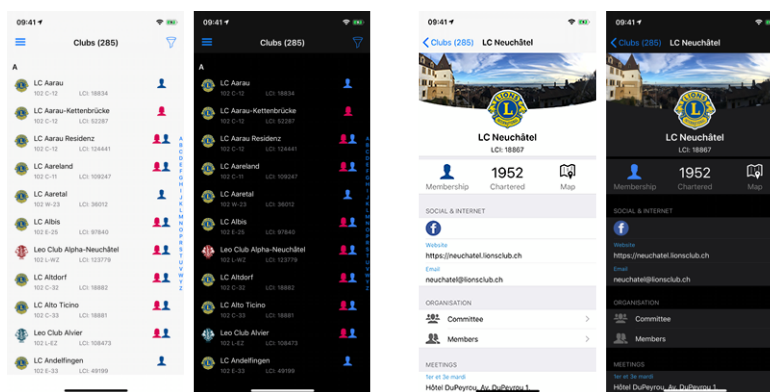 09:41
Clubs (285)
A
LC Aarau
102 C-12 LCI: 18834
LC Aarau-Kettenbrücke
102 C-12 LCI: 52287
LC Aarau Residenz
102 C-12 LCI: 124441
LC Aareland
102 C-11 LCI: 109247
LC Aaretal
102 W-23 LCI: 36012
LC Albis
102 E-25 LCI: 97840
Leo Club Alpha-Neuchâtel
102 L-WZ LCI: 123779
LC Altdorf
102 C-32 LCI: 18882
LC Alto Ticino
102 C-33 LCI: 18881
Leo Club Alvier
102 L-EZ LCI: 108473
LC Andelfingen
102 E-33 LCI: 49199
A
B
C
D
E
F
G
H
I
J
K
L
M
N
O
P
R
S
T
U
V
W
Y
Z
09:41
Clubs (285)
A
LC Aarau
102 C-12 LCI: 18834
LC Aarau-Kettenbrücke
102 C-12 LCI: 52287
LC Aarau Residenz
102 C-12 LCI: 124441
LC Aareland
102 C-11 LCI: 109247
LC Aaretal
102 W-23 LCI: 36012
LC Albis
102 E-25 LCI: 97840
Leo Club Alpha-Neuchâtel
102 L-WZ LCI: 123779
LC Altdorf
102 C-32 LCI: 18882
LC Alto Ticino
102 C-33 LCI: 18881
Leo Club Alvier
102 L-EZ LCI: 108473
LC Andelfingen
102 E-33 LCI: 49199
09:41
Clubs (285) LC Neuchâtel
LIONS
L
LC Neuchâtel
LCI: 18867
1952
Membership Chartered Map
SOCIAL & INTERNET
Website
https://neuchatel.lionsclub.ch
Email
neuchatel@lionsclub.ch
ORGANISATION
Committee
Members
MEETINGS
1er et 3e mardi
Hôtel DuPeyrou, Av. DuPeyrou 1,
09:41
Clubs (285) LC Neuchâtel
LIONS
L
LC Neuchâtel
LCI: 18867
1952
Membership Chartered Map
SOCIAL & INTERNET
Website
https://neuchatel.lionsclub.ch
Email
neuchatel@lionsclub.ch
ORGANISATION
Committee
Members
MEETINGS
1er et 3e mardi
Hôtel DuPeyrou, Av. DuPeyrou 1,